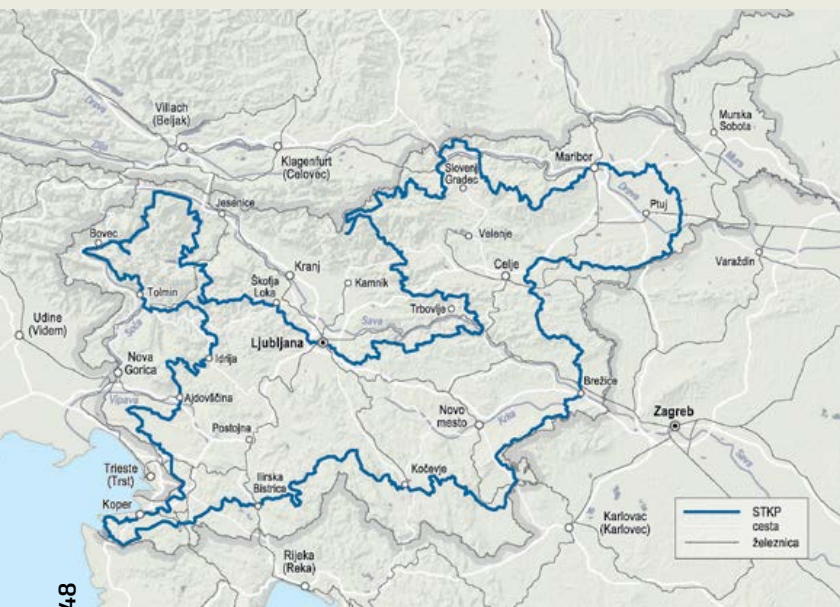 Villach
(Beljak)
Drava
Klagenfurt
(Celovec)
Slovenj
Gradec
Maribor
Murska
Sobota
Mura
Drava
Ptuj
Jesenice
Bovec
Velenje
Varaždin
Kranj
Celje
Tolmin
Škofja
Loka
Kamnik
Udine
(Videm)
Soča
Trbovlje
Sava
Ljubljana
Idrija
Nova
Gorica
Brežice
Vipava
Ajdovščina
Novo
mesto
Krka
Zagreb
Postojna
Sava
Trieste
(Trst)
Ilirska
Bistrica
Kočevje
Koper
Karlovac
(Karlovec)
STKP
cesta
železnica
Rijeka
(Reka)
48